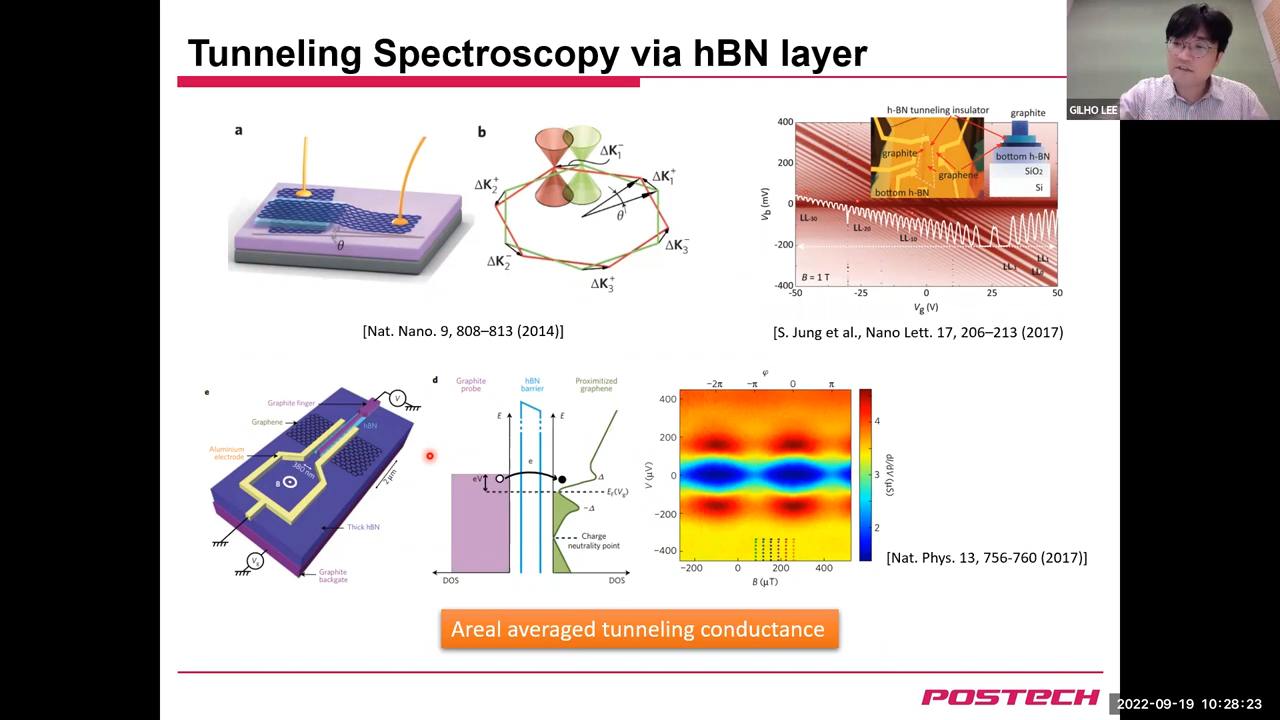 Tunneling Spectroscopy via hBN layer
GILHO LEE
a
θ
b
ΔK₁⁻
ΔK₁⁺
ΔK₂⁺
θ
ΔK₃⁻
ΔK₂⁻
ΔK₃⁺
[Nat. Nano. 9, 808–813 (2014)]
h-BN tunneling insulator
graphite
graphite
graphene
bottom h-BN
bottom h-BN
SiO₂
Si
400
200
0
-200
-400
V_b (mV)
LL-30
LL-20
LL-10
B = 1 T
-50
-25
0
25
50
V_g (V)
[S. Jung et al., Nano Lett. 17, 206–213 (2017)
e
Graphite finger
V
Graphene
hBN
Aluminium
electrode
380 nm
B
2 μm
Thick hBN
Graphite
backgate
d
Graphite
probe
hBN
barrier
Proximitized
graphene
E
E
e
eV
Δ
E_F(V_g)
−Δ
Charge
neutrality point
DOS
DOS
φ
−2π
−π
0
π
400
200
0
−200
−400
V (μV)
−200
0
200
400
B (μT)
4
3
2
dI/dV (μS)
[Nat. Phys. 13, 756-760 (2017)]
Areal averaged tunneling conductance
POSTECH
2022-09-19 10:28:23